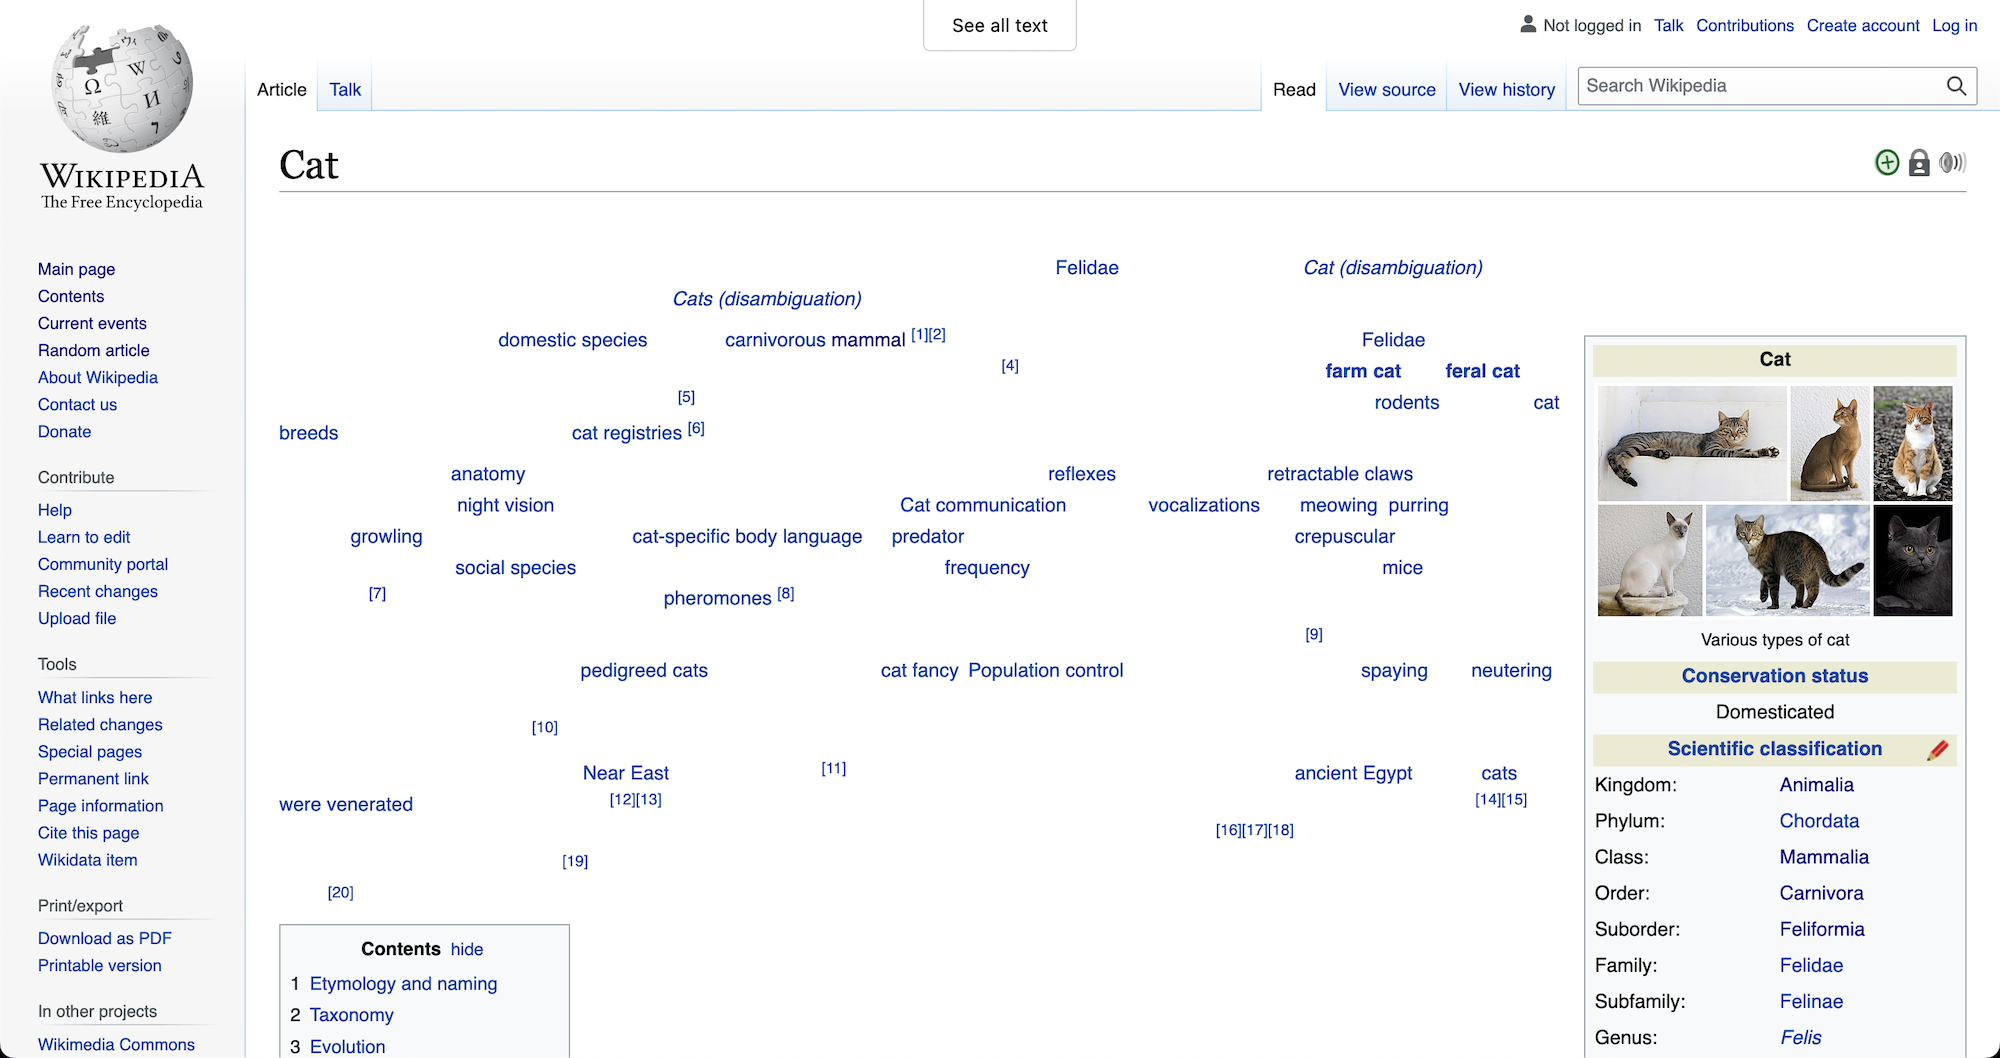 See all text
Not logged in Talk Contributions Create account Log in
Article Talk Read View source View history Search Wikipedia
WIKIPEDIA
The Free Encyclopedia
Main page
Contents
Current events
Random article
About Wikipedia
Contact us
Donate
Contribute
Help
Learn to edit
Community portal
Recent changes
Upload file
Tools
What links here
Related changes
Special pages
Permanent link
Page information
Cite this page
Wikidata item
Print/export
Download as PDF
Printable version
In other projects
Wikimedia Commons
Cat
Felidae Cat (disambiguation)
Cats (disambiguation)
domestic species carnivorous mammal [1][2] Felidae
[4] farm cat feral cat
[5] rodents cat
breeds cat registries [6]
anatomy reflexes retractable claws
night vision Cat communication vocalizations meowing purring
growling cat-specific body language predator crepuscular
social species frequency mice
[7] pheromones [8]
[9]
pedigreed cats cat fancy Population control spaying neutering
[10]
Near East [11] ancient Egypt cats
were venerated [12][13] [14][15]
[16][17][18]
[19]
[20]
Contents hide
1 Etymology and naming
2 Taxonomy
3 Evolution
Cat
Various types of cat
Conservation status
Domesticated
Scientific classification
Kingdom: Animalia
Phylum: Chordata
Class: Mammalia
Order: Carnivora
Suborder: Feliformia
Family: Felidae
Subfamily: Felinae
Genus: Felis